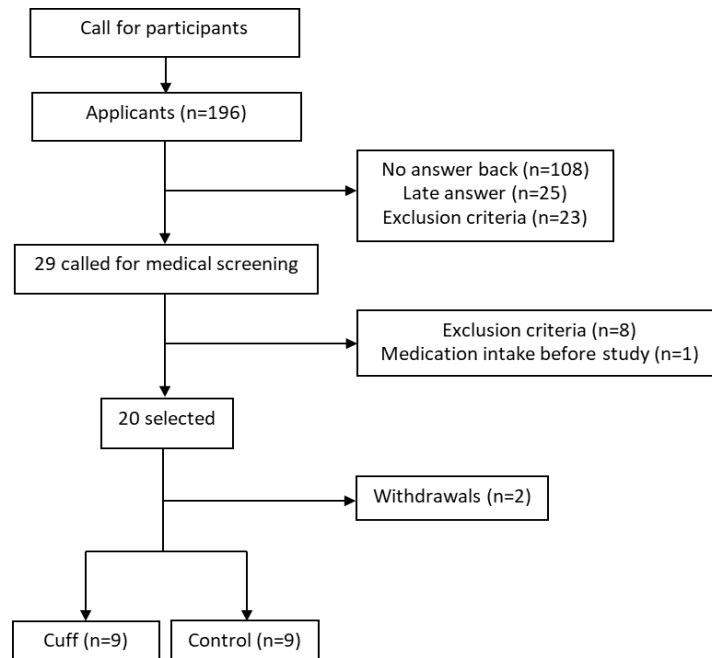 Call for participants
Applicants (n=196)
No answer back (n=108)
Late answer (n=25)
Exclusion criteria (n=23)
29 called for medical screening
Exclusion criteria (n=8)
Medication intake before study (n=1)
20 selected
Withdrawals (n=2)
Cuff (n=9)
Control (n=9)